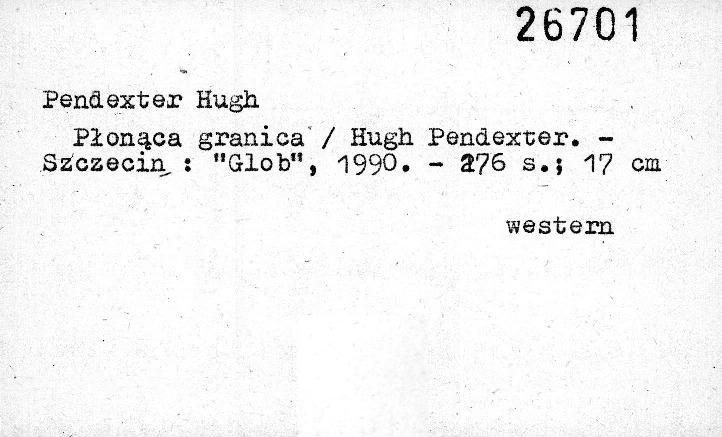 26701
Pendexter Hugh
Płonąca granica / Hugh Pendexter. -
Szczecin : "Glob", 1990. - 276 s.; 17 cm
western